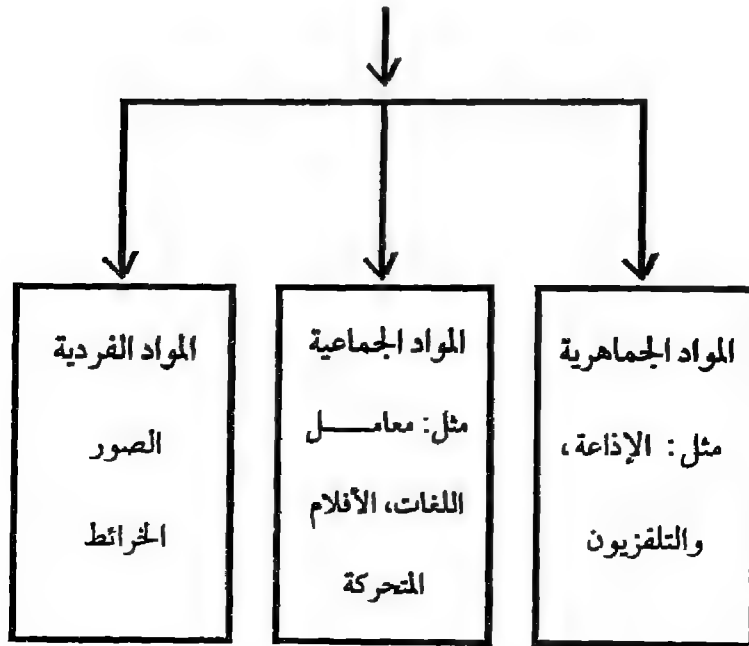 المواد الجماهرية
مثل: الإذاعة،
والتلفزيون
المواد الجماعية
مثل: معامـــل
اللغات، الأفلام
المتحركة
المواد الفردية
الصور
الخرائط